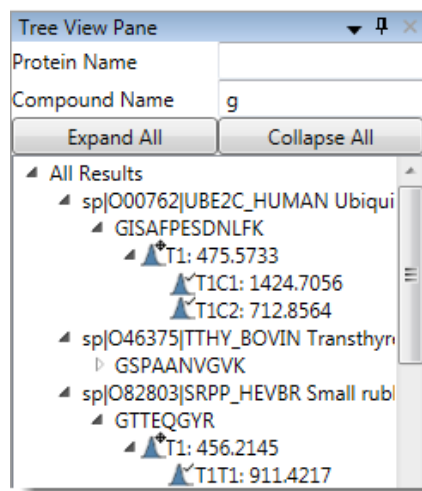 Tree View Pane
Protein Name
Compound Name g
Expand All Collapse All
All Results
sp|O00762|UBE2C_HUMAN Ubiqui
GISAFPESDNLFK
T1: 475.5733
T1C1: 1424.7056
T1C2: 712.8564
sp|O46375|TTHY_BOVIN Transthyr
GSPAANVGVK
sp|O82803|SRPP_HEVBR Small rub
GTTEQGYR
T1: 456.2145
T1T1: 911.4217